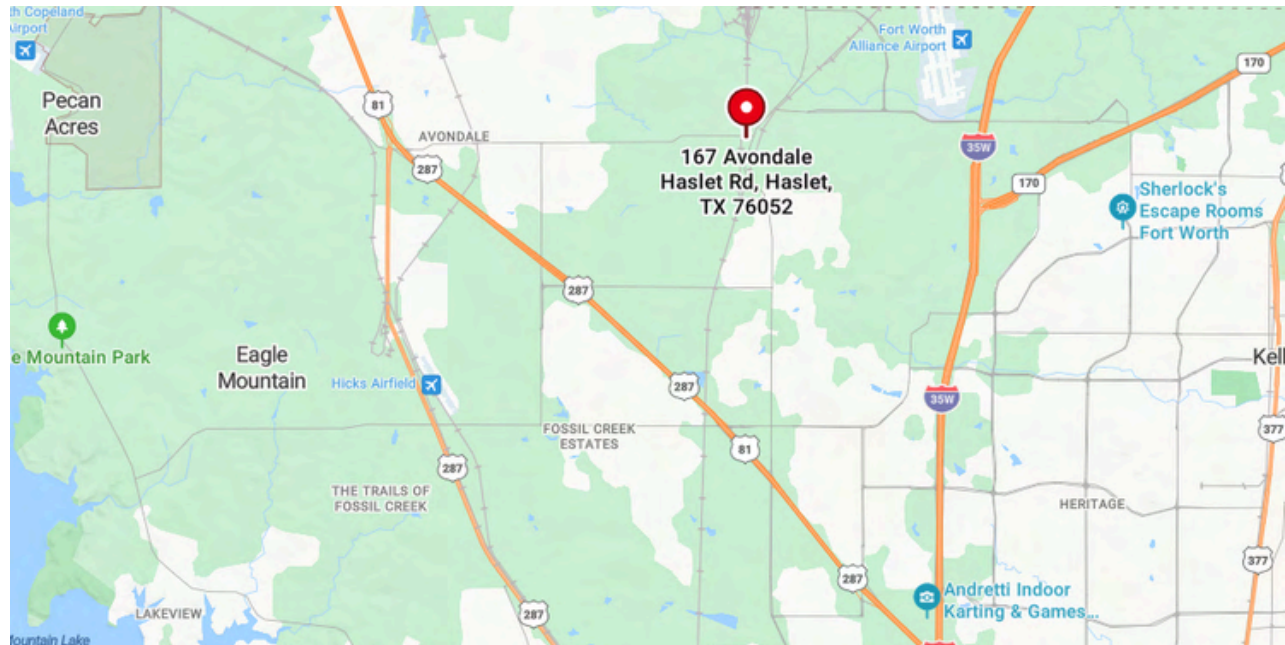 th Copeland
Airport
Pecan
Acres
81
AVONDALE
287
Fort Worth
Alliance Airport
170
35W
170
167 Avondale
Haslet Rd, Haslet,
TX 76052
Sherlock's
Escape Rooms
Fort Worth
287
e Mountain Park
Eagle
Mountain
Hicks Airfield
287
35W
Kell
377
FOSSIL CREEK
ESTATES
81
287
THE TRAILS OF
FOSSIL CREEK
HERITAGE
377
287
Andretti Indoor
Karting & Games...
287
LAKEVIEW
Mountain Lake